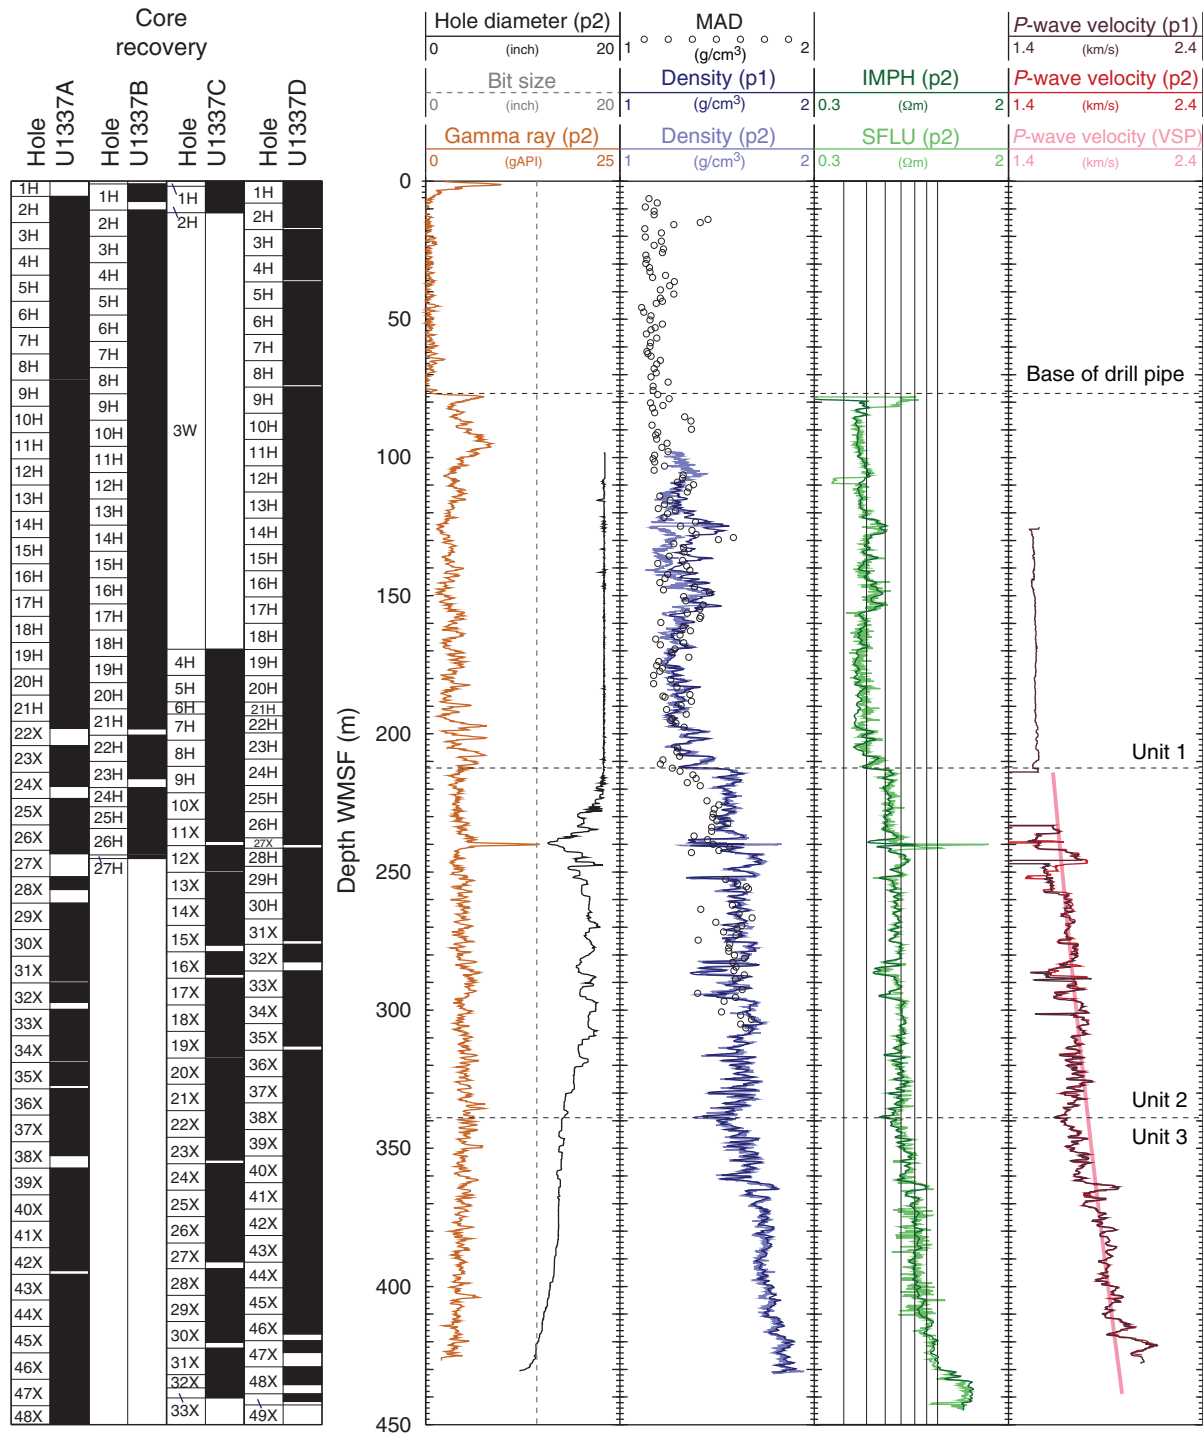 Core
recovery
Hole
U1337A
Hole
U1337B
Hole
U1337C
Hole
U1337D
Hole diameter (p2)
0 (inch) 20
Bit size
0 (inch) 20
Gamma ray (p2)
0 (gAPI) 25
MAD
1 (g/cm3) 2
Density (p1)
1 (g/cm3) 2
Density (p2)
1 (g/cm3) 2
IMPH (p2)
0.3 (Ωm) 2
SFLU (p2)
0.3 (Ωm) 2
P-wave velocity (p1)
1.4 (km/s) 2.4
P-wave velocity (p2)
1.4 (km/s) 2.4
P-wave velocity (VSP)
1.4 (km/s) 2.4
1H
2H
3H
4H
5H
6H
7H
8H
9H
10H
11H
12H
13H
14H
15H
16H
17H
18H
19H
20H
21H
22X
23X
24X
25X
26X
27X
28X
29X
30X
31X
32X
33X
34X
35X
36X
37X
38X
39X
40X
41X
42X
43X
44X
45X
46X
47X
48X
1H
2H
3H
4H
5H
6H
7H
8H
9H
10H
11H
12H
13H
14H
15H
16H
17H
18H
19H
20H
21H
22H
23H
24H
25H
26H
27H
1H
2H
3W
4H
5H
6H
7H
8H
9H
10X
11X
12X
13X
14X
15X
16X
17X
18X
19X
20X
21X
22X
23X
24X
25X
26X
27X
28X
29X
30X
31X
32X
33X
1H
2H
3H
4H
5H
6H
7H
8H
9H
10H
11H
12H
13H
14H
15H
16H
17H
18H
19H
20H
21H
22H
23H
24H
25H
26H
27X
28H
29H
30H
31X
32X
33X
34X
35X
36X
37X
38X
39X
40X
41X
42X
43X
44X
45X
46X
47X
48X
49X
Depth WMSF (m)
0
50
100
150
200
250
300
350
400
450
Base of drill pipe
Unit 1
Unit 2
Unit 3